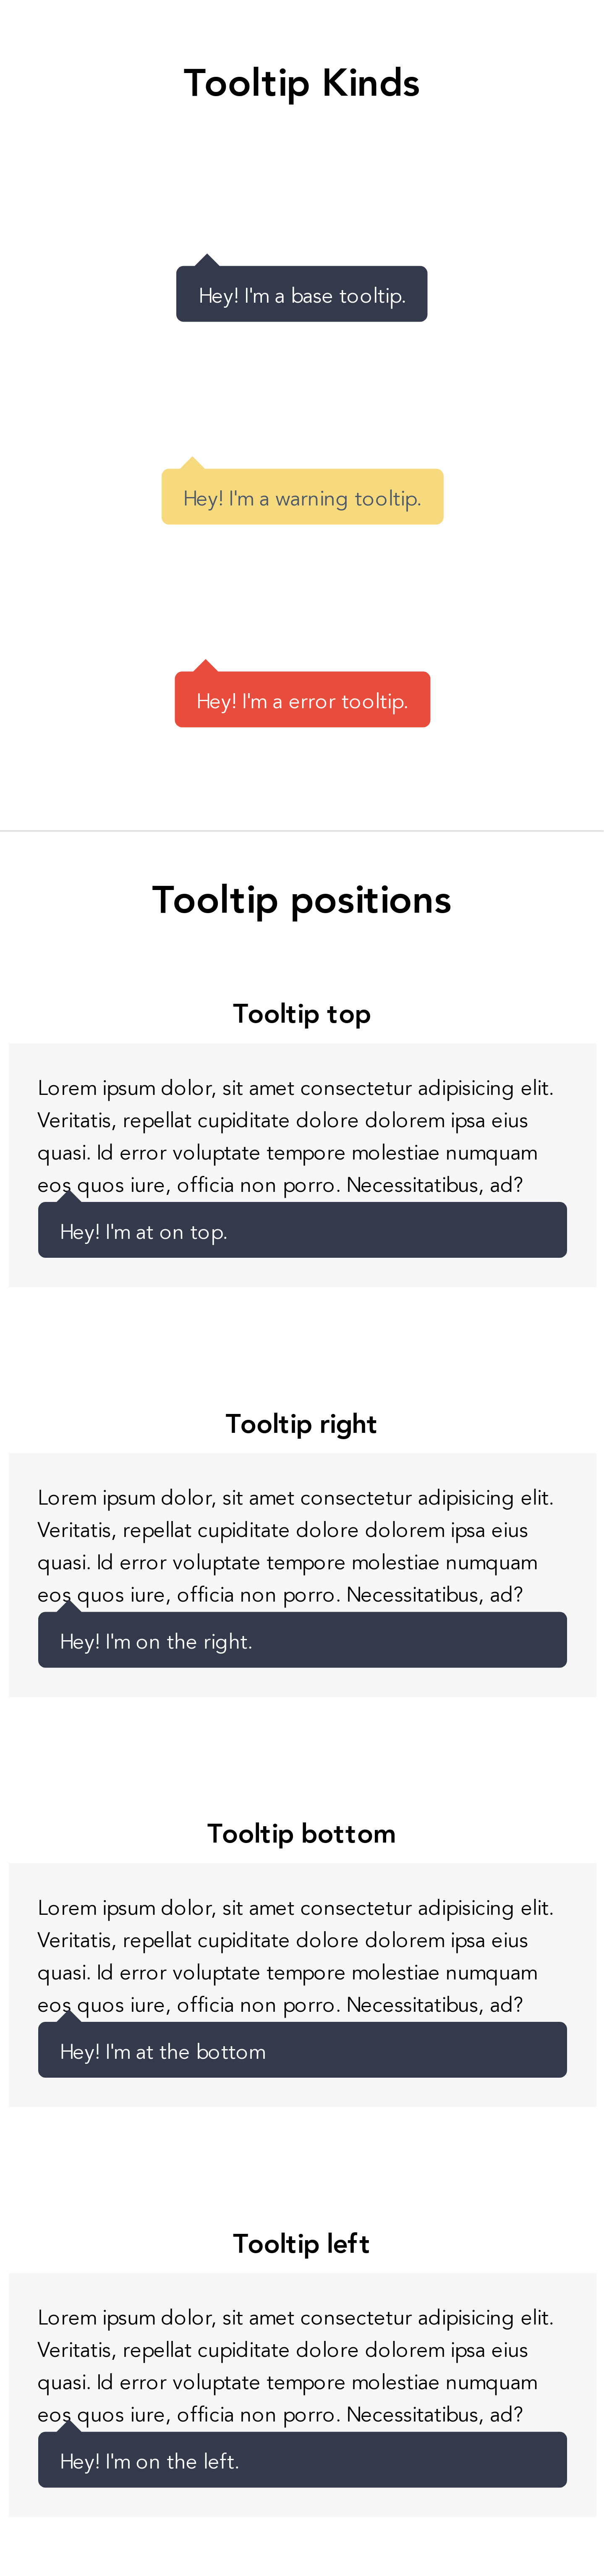 Tooltip Kinds
Hey! I'm a base tooltip.
Hey! I'm a warning tooltip.
Hey! I'm a error tooltip.
Tooltip positions
Tooltip top
Lorem ipsum dolor, sit amet consectetur adipisicing elit.
Veritatis, repellat cupiditate dolore dolorem ipsa eius
quasi. Id error voluptate tempore molestiae numquam
eos quos iure, officia non porro. Necessitatibus, ad?
Hey! I'm at on top.
Tooltip right
Lorem ipsum dolor, sit amet consectetur adipisicing elit.
Veritatis, repellat cupiditate dolore dolorem ipsa eius
quasi. Id error voluptate tempore molestiae numquam
eos quos iure, officia non porro. Necessitatibus, ad?
Hey! I'm on the right.
Tooltip bottom
Lorem ipsum dolor, sit amet consectetur adipisicing elit.
Veritatis, repellat cupiditate dolore dolorem ipsa eius
quasi. Id error voluptate tempore molestiae numquam
eos quos iure, officia non porro. Necessitatibus, ad?
Hey! I'm at the bottom
Tooltip left
Lorem ipsum dolor, sit amet consectetur adipisicing elit.
Veritatis, repellat cupiditate dolore dolorem ipsa eius
quasi. Id error voluptate tempore molestiae numquam
eos quos iure, officia non porro. Necessitatibus, ad?
Hey! I'm on the left.